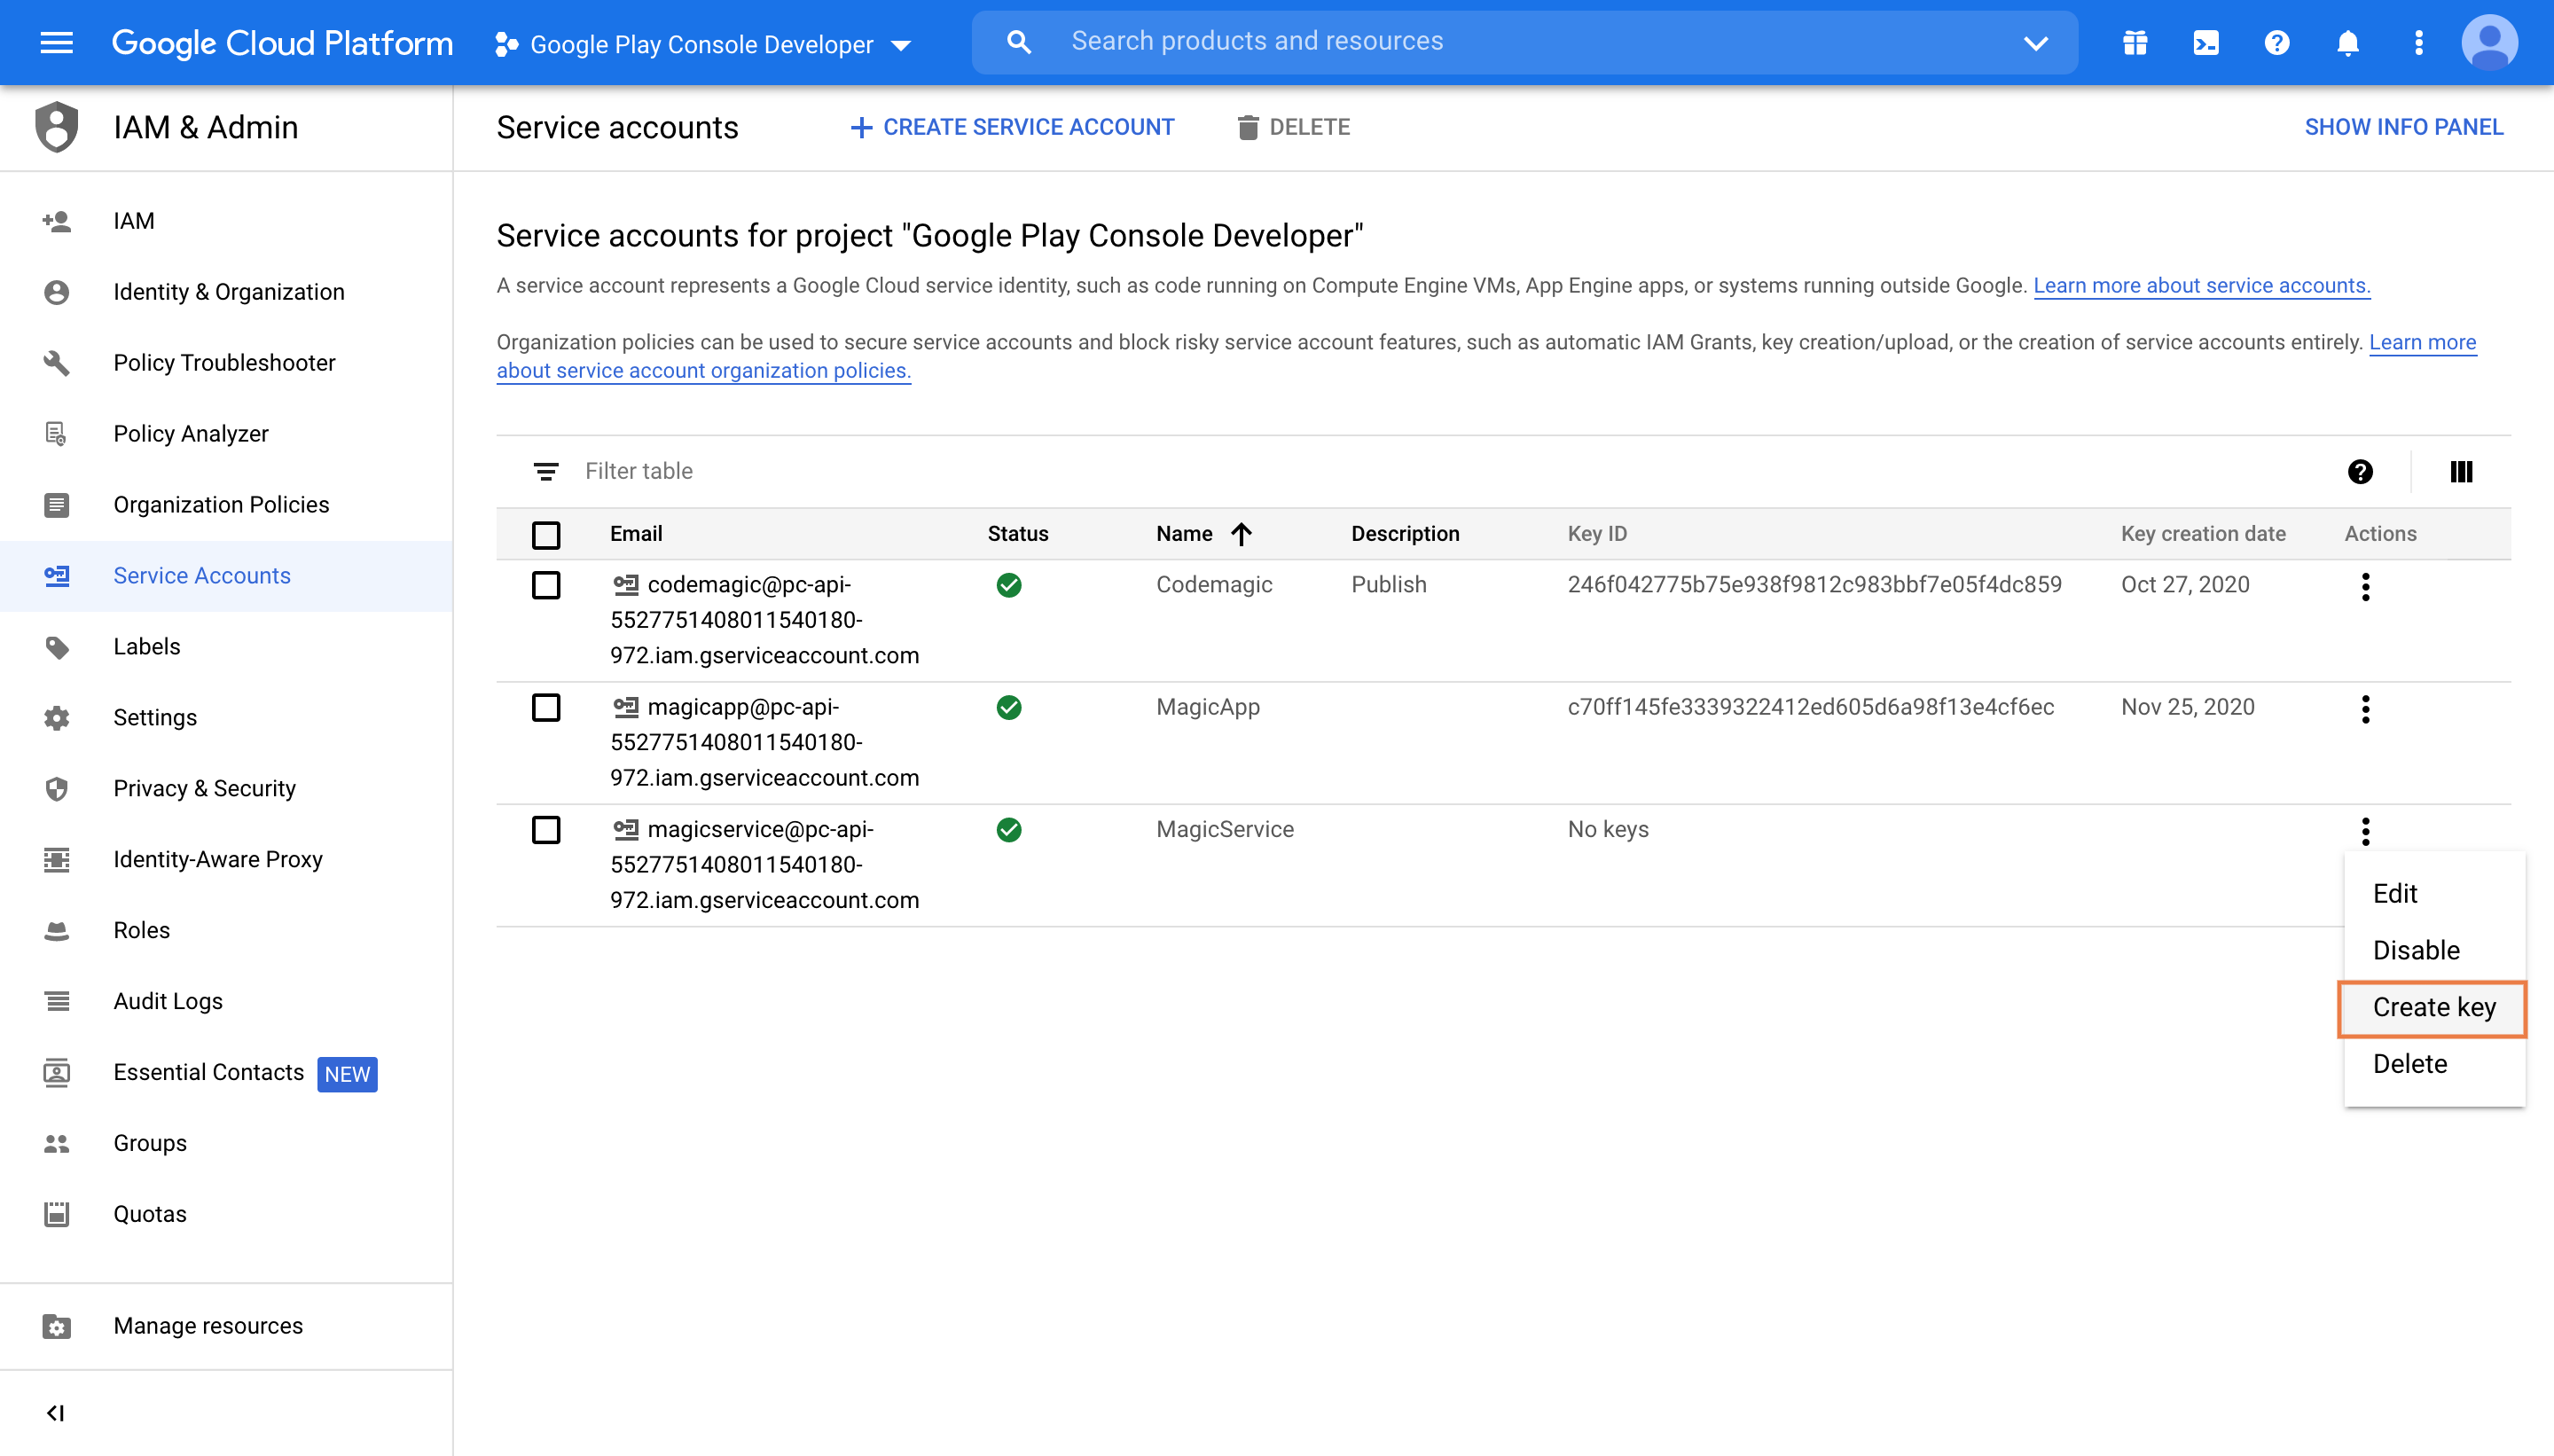 Google Cloud Platform
Google Play Console Developer
Search products and resources
IAM & Admin
Service accounts
CREATE SERVICE ACCOUNT
DELETE
SHOW INFO PANEL
IAM
Identity & Organization
Policy Troubleshooter
Policy Analyzer
Organization Policies
Service Accounts
Labels
Settings
Privacy & Security
Identity-Aware Proxy
Roles
Audit Logs
Essential Contacts NEW
Groups
Quotas
Manage resources
Service accounts for project "Google Play Console Developer"
A service account represents a Google Cloud service identity, such as code running on Compute Engine VMs, App Engine apps, or systems running outside Google. Learn more about service accounts.
Organization policies can be used to secure service accounts and block risky service account features, such as automatic IAM Grants, key creation/upload, or the creation of service accounts entirely. Learn more
about service account organization policies.
Filter table
Email Status Name Description Key ID Key creation date Actions
codemagic@pc-api- Codemagic Publish 246f042775b75e938f9812c983bbf7e05f4dc859 Oct 27, 2020
5527751408011540180-
972.iam.gserviceaccount.com
magicapp@pc-api- MagicApp c70ff145fe3339322412ed605d6a98f13e4cf6ec Nov 25, 2020
5527751408011540180-
972.iam.gserviceaccount.com
magicservice@pc-api- MagicService No keys
5527751408011540180-
972.iam.gserviceaccount.com
Edit
Disable
Create key
Delete